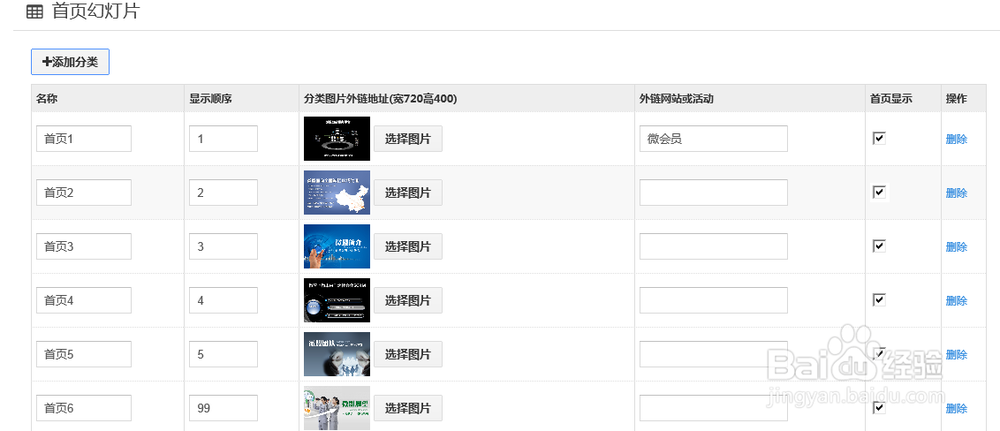 首页幻灯片
+添加分类
名称 显示顺序 分类图片外链地址(宽720高400) 外链网站或活动 首页显示 操作
首页1 1 选择图片 微会员 删除
首页2 2 选择图片 删除
首页3 3 选择图片 删除
首页4 4 选择图片 删除
首页5 5 选择图片 删除
首页6 99 选择图片 删除
Baidu经验
jingyan.baidu.com